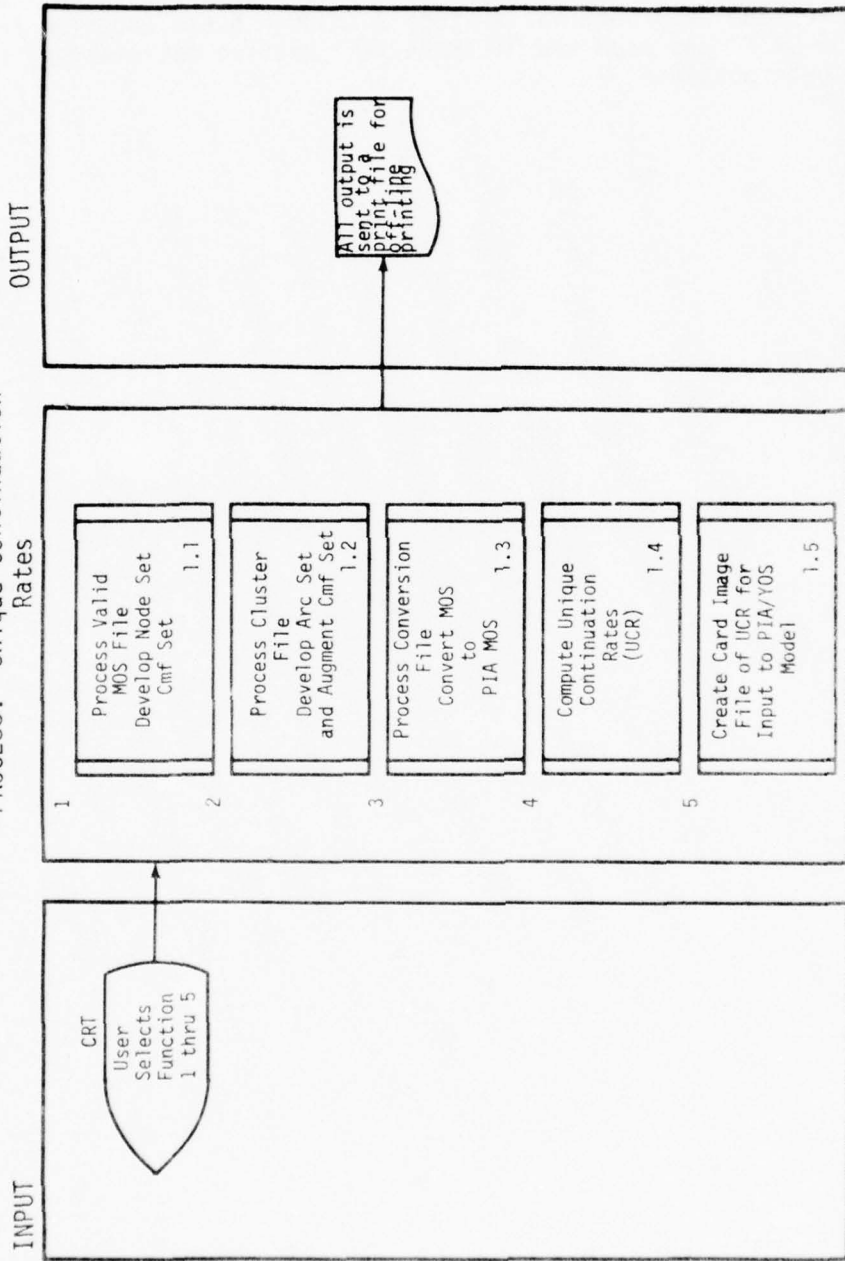 INPUT
PROCESS: Unique Continuation
Rates
OUTPUT
CRT
User
Selects
Function
1 thru 5
1
Process Valid
MOS File
Develop Node Set
Cmf Set
1.1
2
Process Cluster
File
Develop Arc Set
and Augment Cmf Set
1.2
3
Process Conversion
File
Convert MOS
to
PIA MOS
1.3
4
Compute Unique
Continuation
Rates
(UCR)
1.4
5
Create Card Image
File of UCR for
Input to PIA/YOS
Model
1.5
All output is
sent to a
print file for
off-line
printing